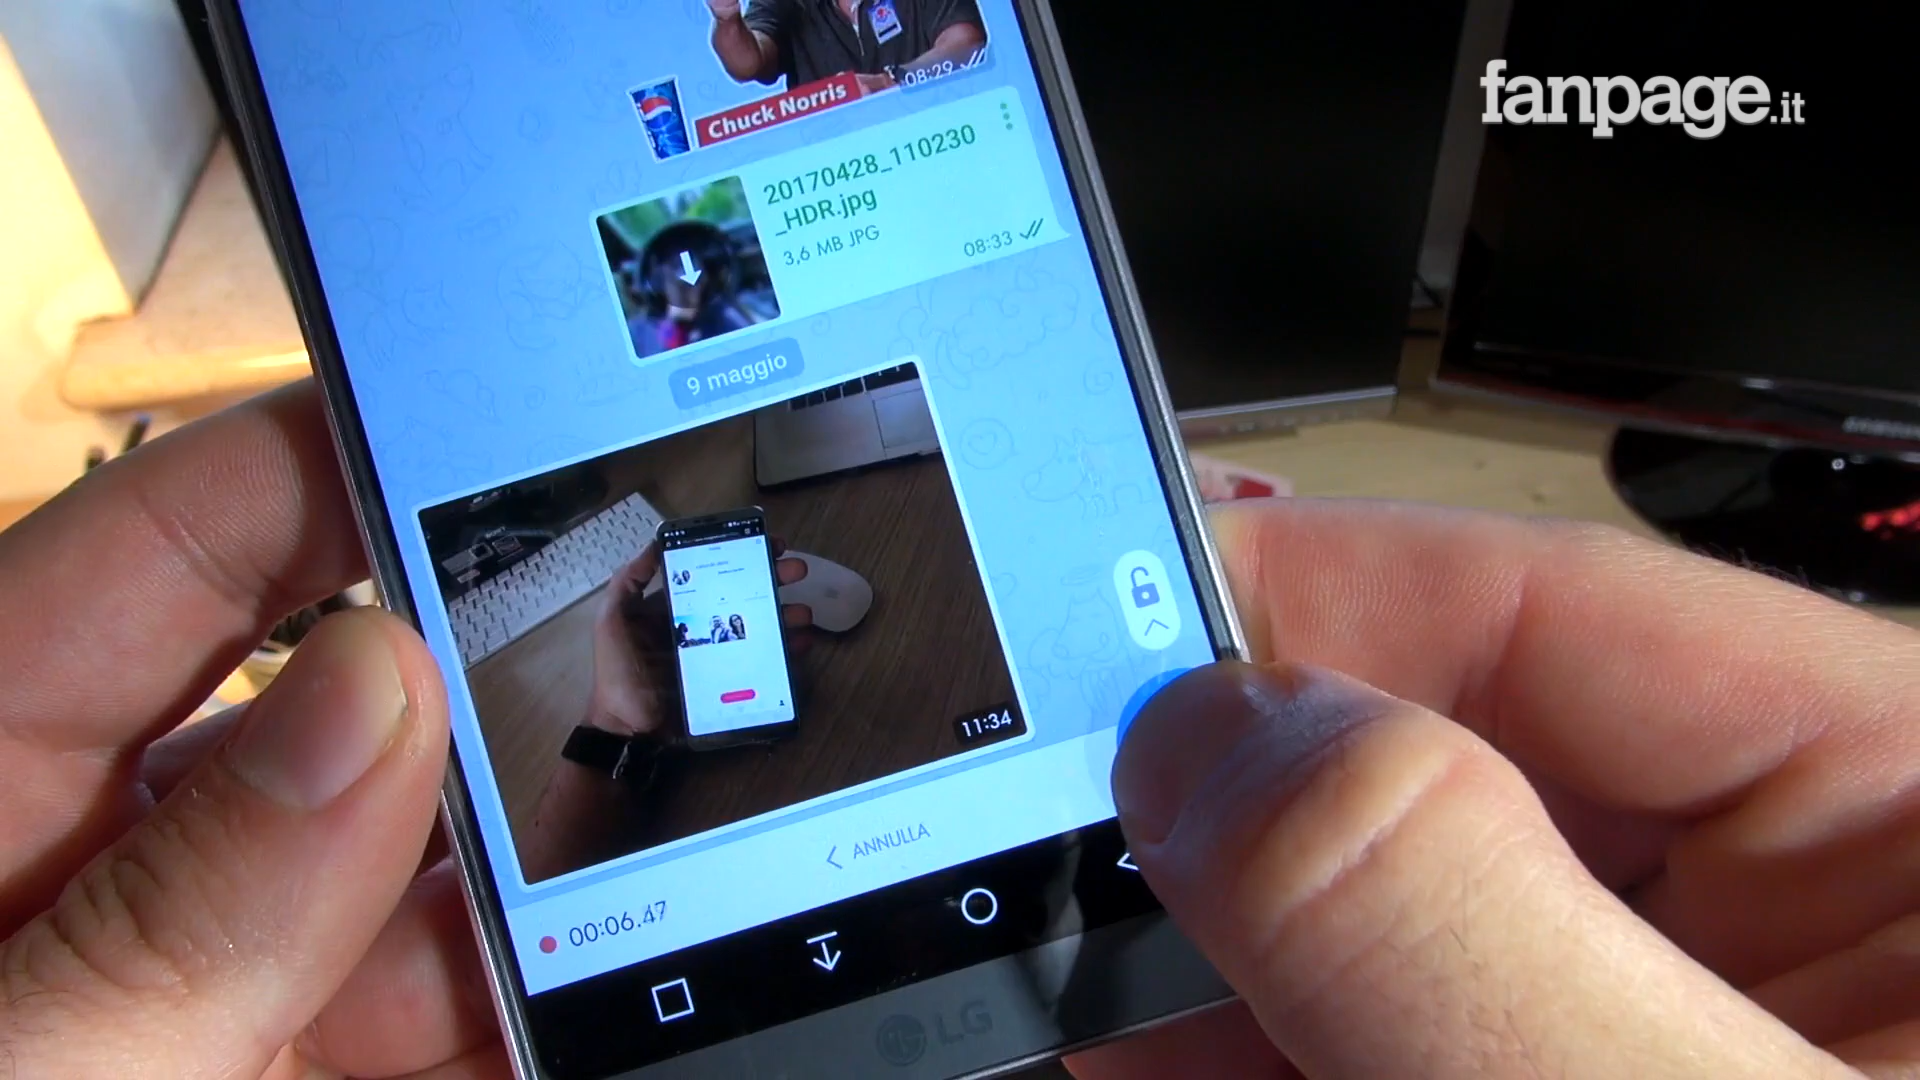 fanpage.it
08:29
Chuck Norris
20170428_110230
_HDR.jpg
3,6 MB JPG
08:33
9 maggio
11:34
ANNULLA
00:06.47
LG